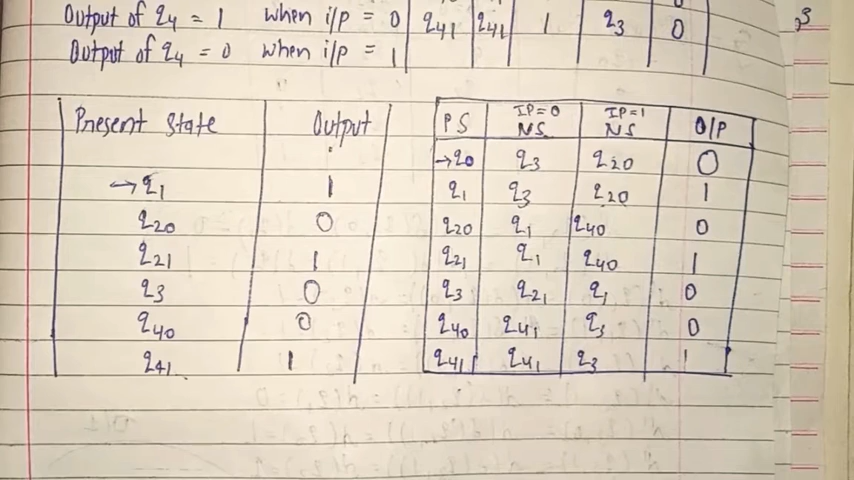 Output of q4 = 1 when i/p = 0 | q41 | q41 | 1 | q3 | 0
Output of q4 = 0 when i/p = 1
Present State | Output
→q1 | 1
q20 | 0
q21 | 1
q3 | 0
q40 | 0
q41 | 1
PS | IP=0 NS | IP=1 NS | O/P
→q0 | q3 | q20 | 0
q1 | q3 | q20 | 1
q20 | q1 | q40 | 0
q21 | q1 | q40 | 1
q3 | q21 | q1 | 0
q40 | q41 | q3 | 0
q41 | q41 | q3 | 1